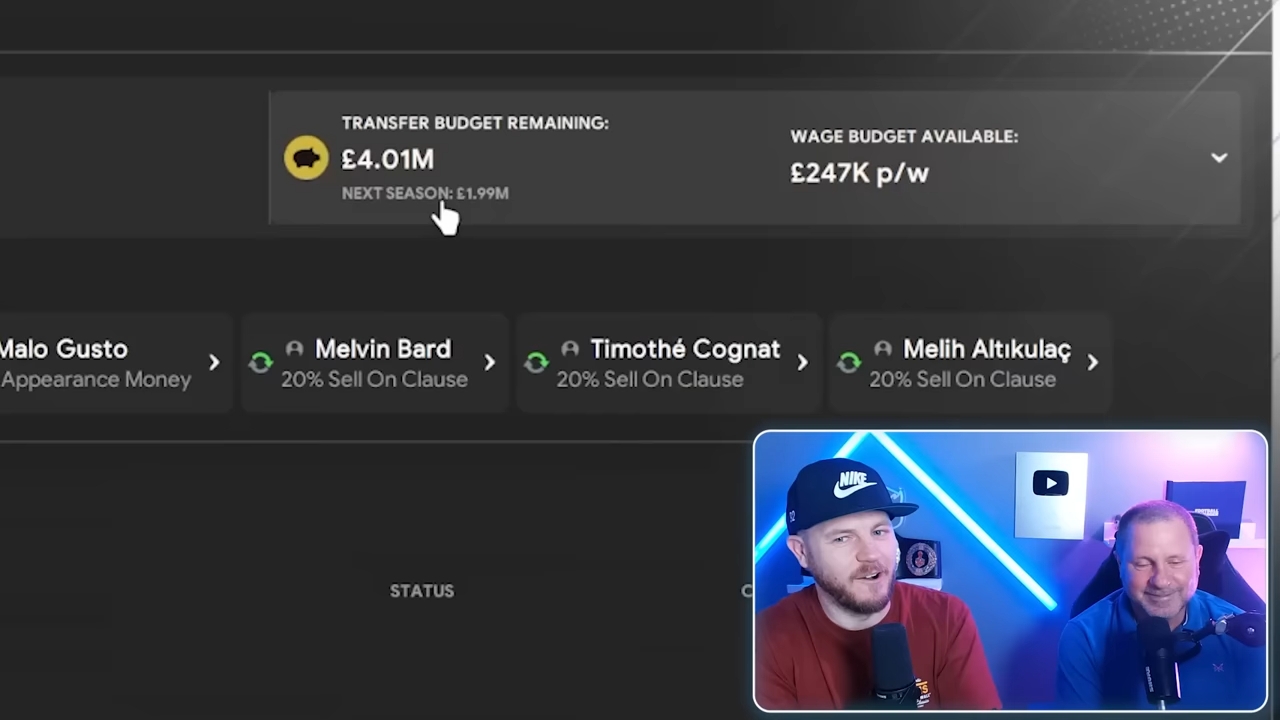 TRANSFER BUDGET REMAINING:
£4.01M
NEXT SEASON: £1.99M
WAGE BUDGET AVAILABLE:
£247K p/w
Malo Gusto
Appearance Money
Melvin Bard
20% Sell On Clause
Timothé Cognat
20% Sell On Clause
Melih Altıkulaç
20% Sell On Clause
STATUS
NIKE
FOOTBALL